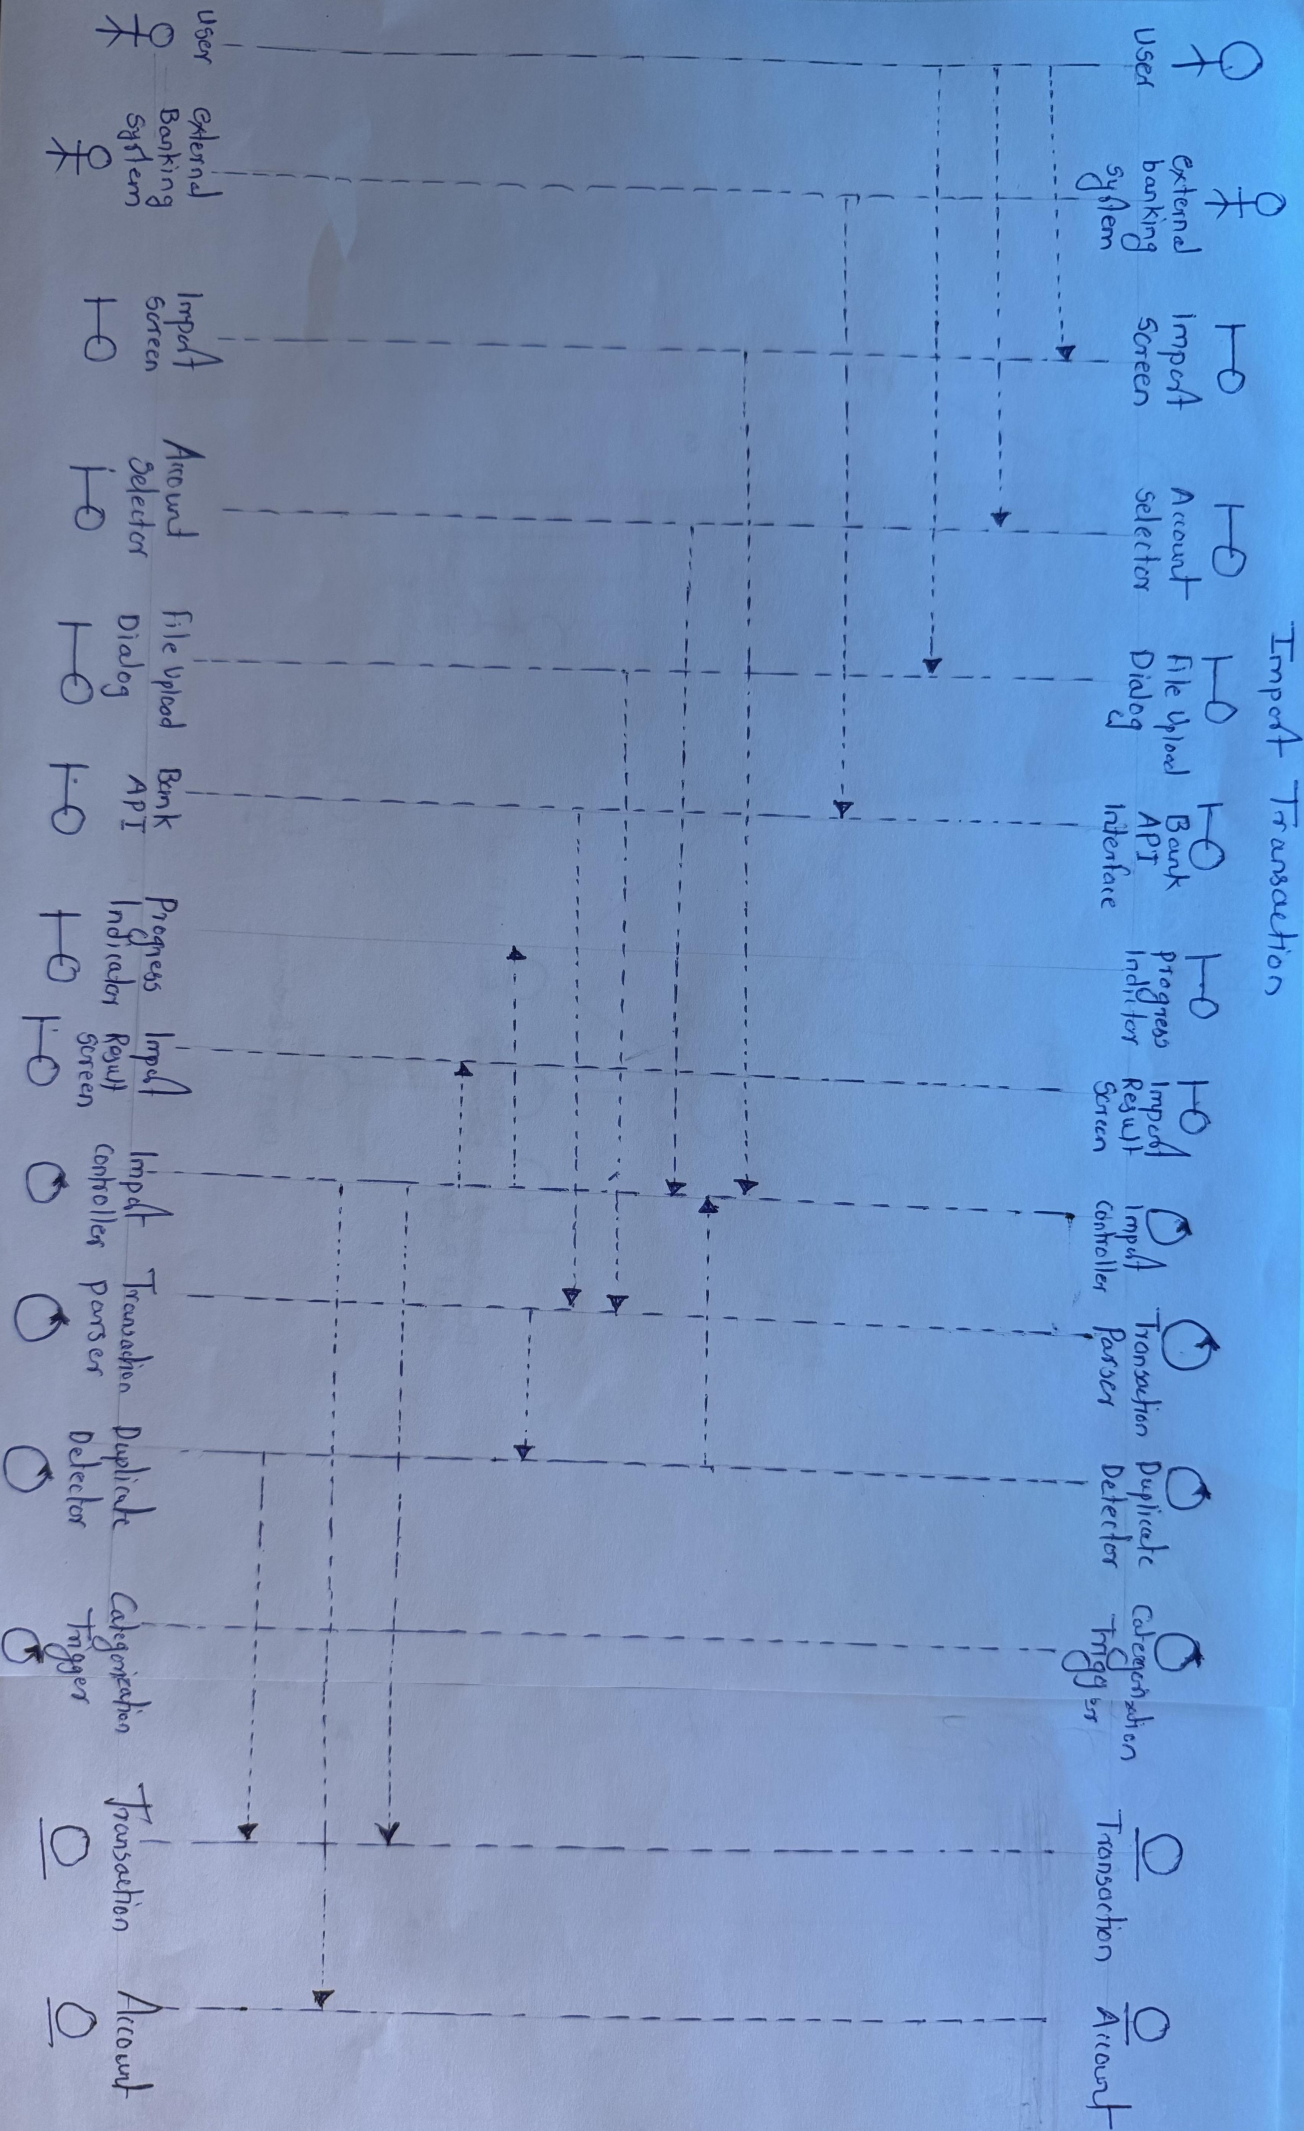 Import Transaction
User
external
banking
system
Import
Screen
Account
Selector
File Upload
Dialog
Bank
API
Interface
progress
Inditor
Import
Result
Screen
Import
Controller
Transaction
Parser
Duplicate
Detector
Categorization
Trigger
Transaction
Account
User
external
Banking
System
Import
Screen
Account
Selector
File Upload
Dialog
Bank
API
Progress
Indicator
Import
Result
Screen
Import
Controller
Transaction
parser
Duplicate
Detector
Categorization
Trigger
Transaction
Account